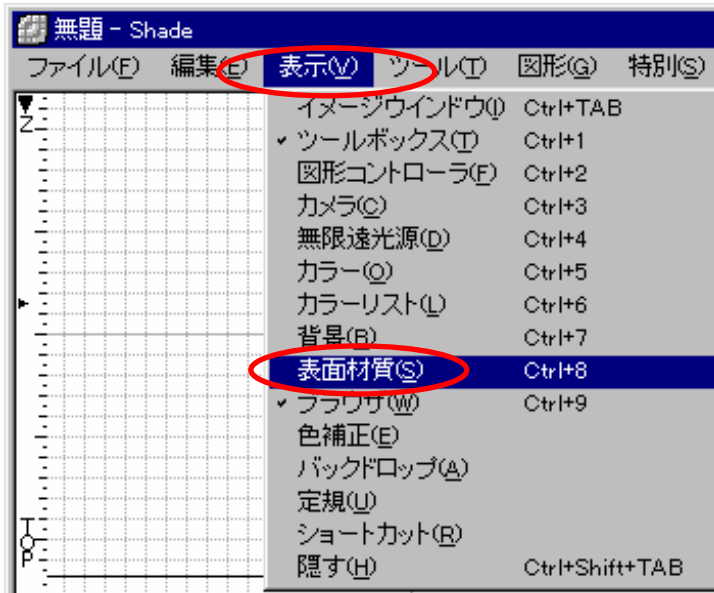 無題 - Shade
ファイル(F) 編集(E) 表示(V) ツール(T) 図形(G) 特別(S)
Z
イメージウインドウ(I) Ctrl+TAB
✓ ツールボックス(T) Ctrl+1
図形コントローラ(F) Ctrl+2
カメラ(C) Ctrl+3
無限遠光源(D) Ctrl+4
カラー(O) Ctrl+5
カラーリスト(L) Ctrl+6
背景(B) Ctrl+7
表面材質(S) Ctrl+8
✓ ブラウザ(W) Ctrl+9
色補正(E)
バックドロップ(A)
定規(U)
ショートカット(R)
隠す(H) Ctrl+Shift+TAB
TOP